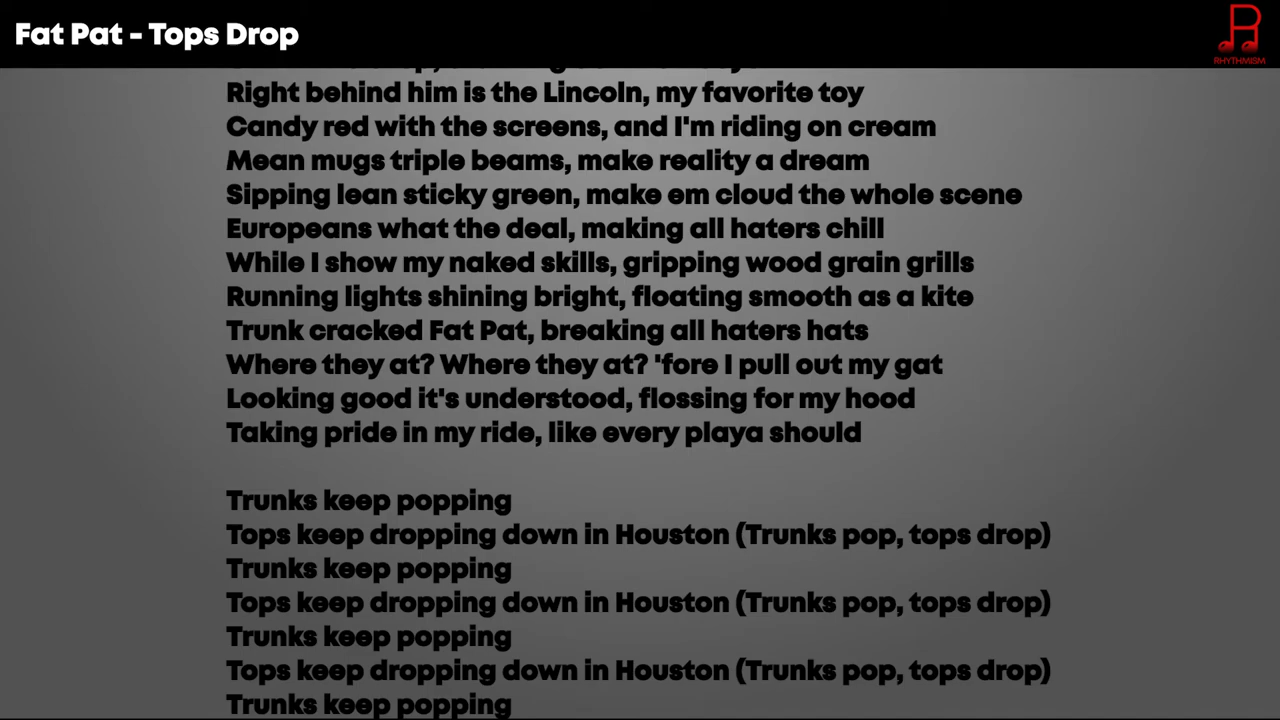 Fat Pat - Tops Drop
RHYTHMISM
Right behind him is the Lincoln, my favorite toy
Candy red with the screens, and I'm riding on cream
Mean mugs triple beams, make reality a dream
Sipping lean sticky green, make em cloud the whole scene
Europeans what the deal, making all haters chill
While I show my naked skills, gripping wood grain grills
Running lights shining bright, floating smooth as a kite
Trunk cracked Fat Pat, breaking all haters hats
Where they at? Where they at? 'fore I pull out my gat
Looking good it's understood, flossing for my hood
Taking pride in my ride, like every playa should
Trunks keep popping
Tops keep dropping down in Houston (Trunks pop, tops drop)
Trunks keep popping
Tops keep dropping down in Houston (Trunks pop, tops drop)
Trunks keep popping
Tops keep dropping down in Houston (Trunks pop, tops drop)
Trunks keep popping